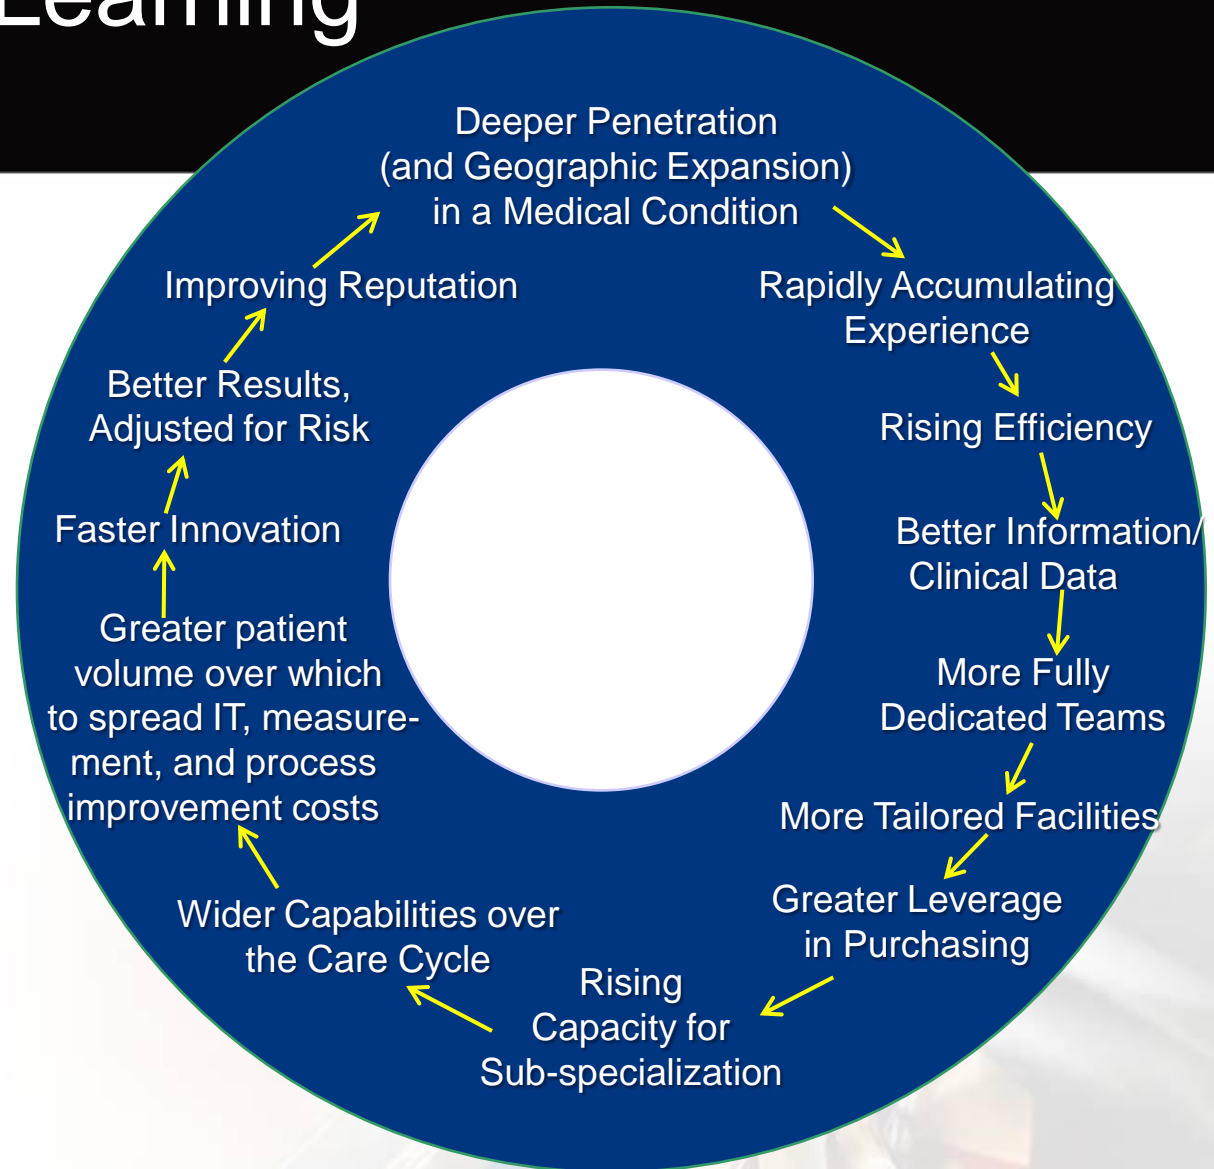 Learning
Deeper Penetration
(and Geographic Expansion)
in a Medical Condition
Rapidly Accumulating
Experience
Rising Efficiency
Better Information/
Clinical Data
More Fully
Dedicated Teams
More Tailored Facilities
Greater Leverage
in Purchasing
Rising
Capacity for
Sub-specialization
Wider Capabilities over
the Care Cycle
Greater patient
volume over which
to spread IT, measure-
ment, and process
improvement costs
Faster Innovation
Better Results,
Adjusted for Risk
Improving Reputation